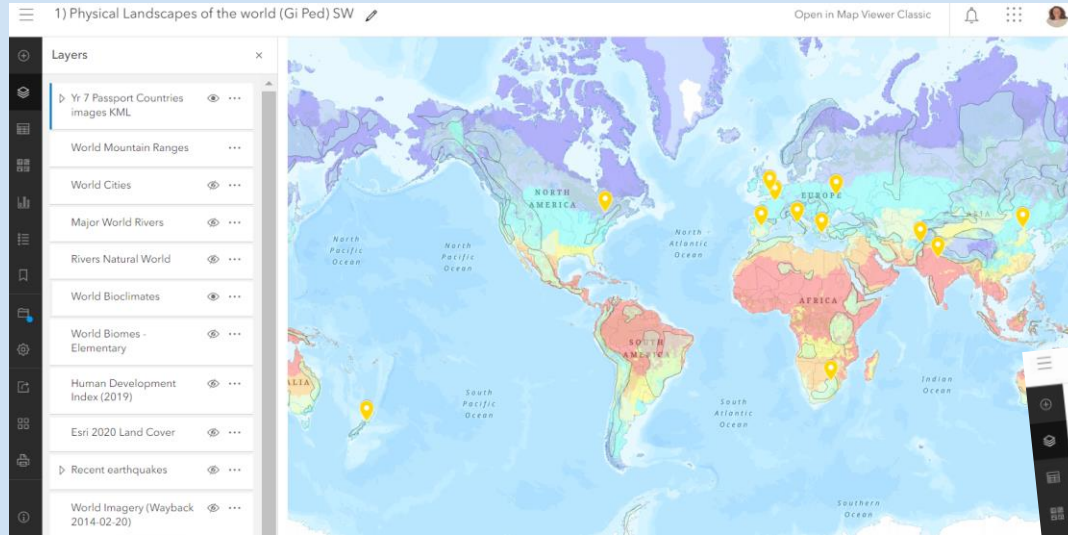 1) Physical Landscapes of the world (Gi Ped) SW
Open in Map Viewer Classic
Layers
Yr 7 Passport Countries
images KML
World Mountain Ranges
World Cities
Major World Rivers
Rivers Natural World
World Bioclimates
World Biomes -
Elementary
Human Development
Index (2019)
Esri 2020 Land Cover
Recent earthquakes
World Imagery (Wayback
2014-02-20)
NORTH
AMERICA
EUROPE
ASIA
North
Pacific
Ocean
North
Pacific
Ocean
North
Atlantic
Ocean
AFRICA
SOUTH
AMERICA
ALIA
South
Pacific
Ocean
South
Atlantic
Ocean
Indian
Ocean
Southern
Ocean